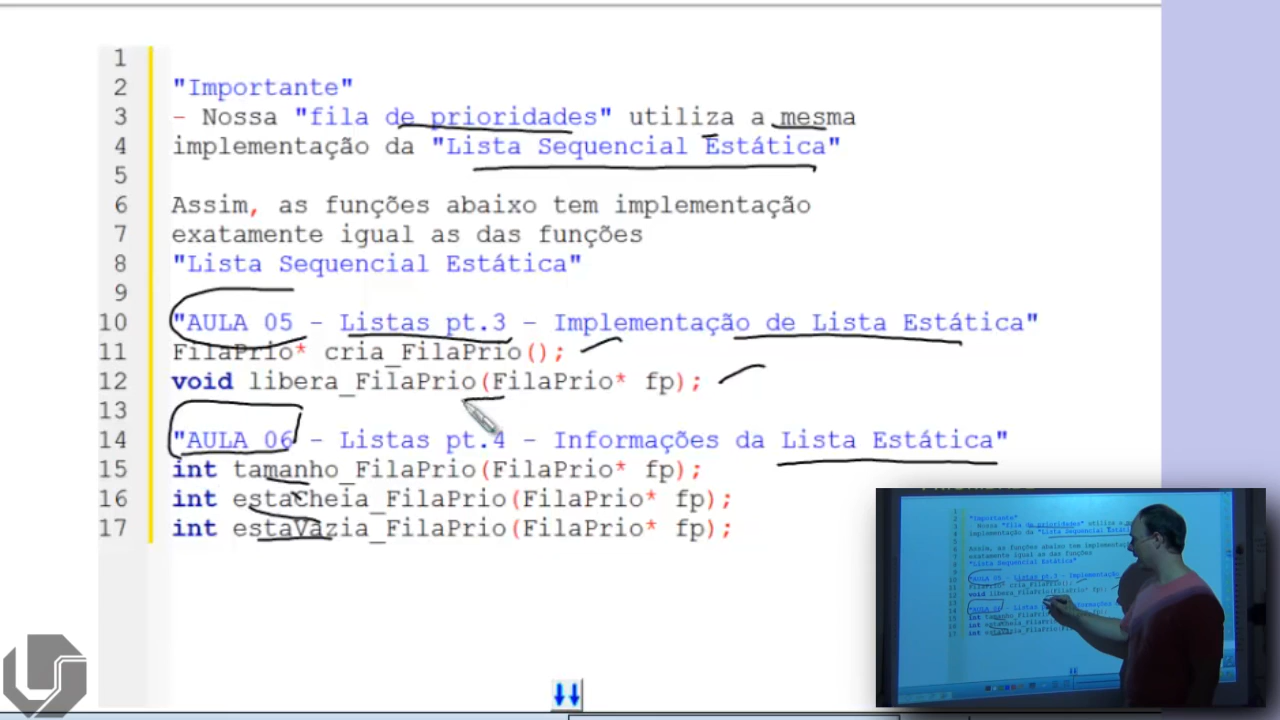 1
2 "Importante"
3 - Nossa "fila de prioridades" utiliza a mesma
4 implementação da "Lista Sequencial Estática"
5
6 Assim, as funções abaixo tem implementação
7 exatamente igual as das funções
8 "Lista Sequencial Estática"
9
10 "AULA 05 - Listas pt.3 - Implementação de Lista Estática"
11 FilaPrio* cria_FilaPrio();
12 void libera_FilaPrio(FilaPrio* fp);
13
14 "AULA 06 - Listas pt.4 - Informações da Lista Estática"
15 int tamanho_FilaPrio(FilaPrio* fp);
16 int estaCheia_FilaPrio(FilaPrio* fp);
17 int estaVazia_FilaPrio(FilaPrio* fp);